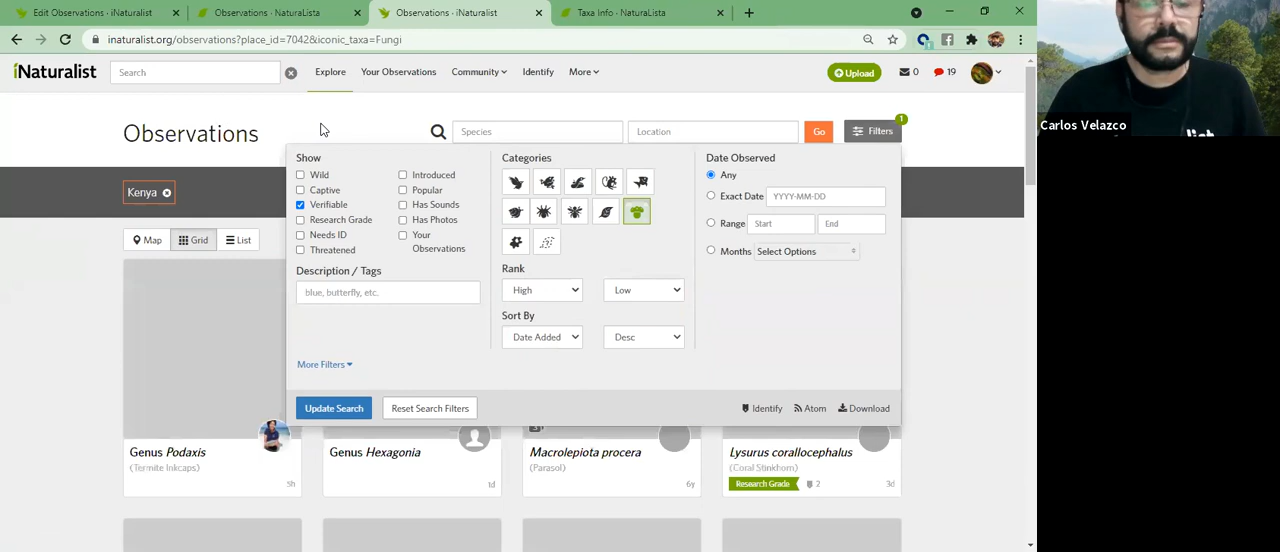 Edit Observations · iNaturalist
Observations · NaturaLista
Observations · iNaturalist
Taxa Info · NaturaLista
inaturalist.org/observations?place_id=7042&iconic_taxa=Fungi
iNaturalist
Search
Explore
Your Observations
Community
Identify
More
Upload
0
19
Observations
Species
Location
Go
Filters
1
Kenya
Map
Grid
List
Show
Wild
Captive
Verifiable
Research Grade
Needs ID
Threatened
Introduced
Popular
Has Sounds
Has Photos
Your
Observations
Description / Tags
blue, butterfly, etc.
More Filters
Categories
Rank
High
Low
Sort By
Date Added
Desc
Date Observed
Any
Exact Date
YYYY-MM-DD
Range
Start
End
Months
Select Options
Update Search
Reset Search Filters
Identify
Atom
Download
Genus Podaxis
(Termite Inkcaps)
5h
Genus Hexagonia
1d
3
Macrolepiota procera
(Parasol)
6y
Lysurus corallocephalus
(Coral Stinkhorn)
Research Grade
2
3d
Carlos Velazco